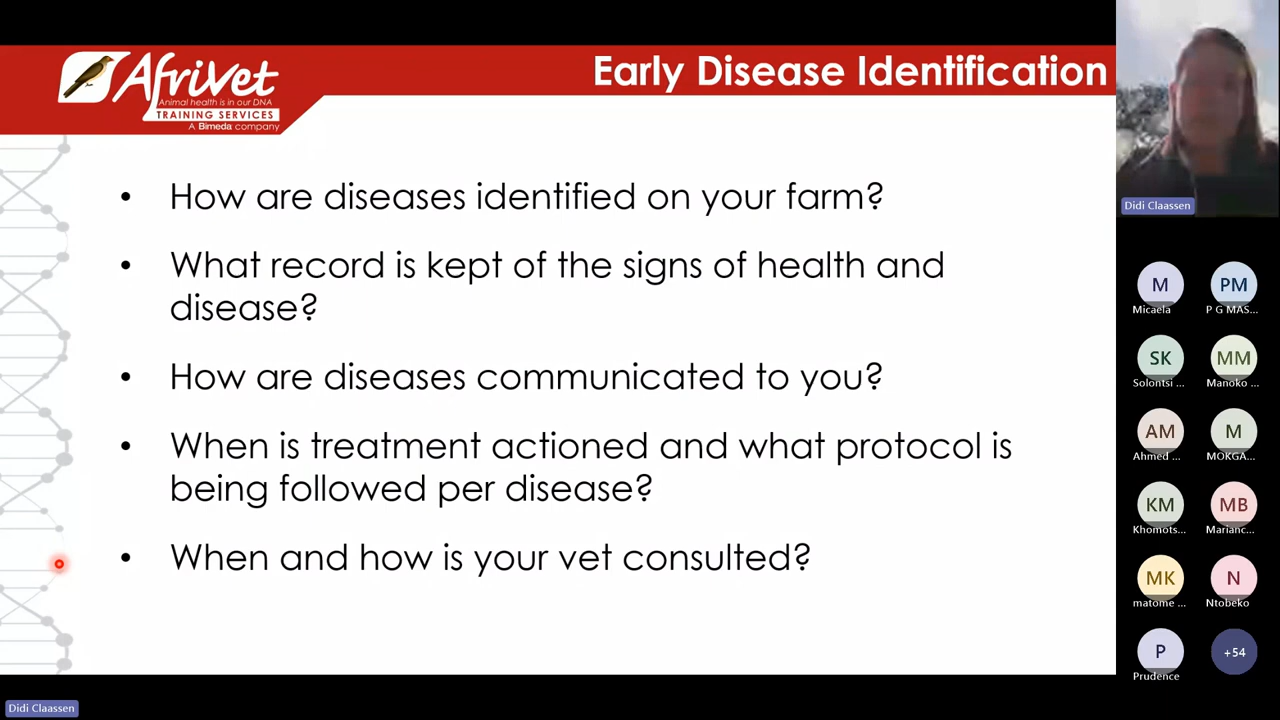 AfriVet
Animal health is in our DNA
TRAINING SERVICES
A Bimeda company
Early Disease Identification
• How are diseases identified on your farm?
• What record is kept of the signs of health and
disease?
• How are diseases communicated to you?
• When is treatment actioned and what protocol is
being followed per disease?
• When and how is your vet consulted?
Didi Claassen
M
Micaela
PM
P G MAS...
SK
Solontsi ...
MM
Manoko ...
AM
Ahmed ...
M
MOKGA...
KM
Khomots...
MB
Marianc...
MK
matome ...
N
Ntobeko
P
Prudence
+54
Didi Claassen